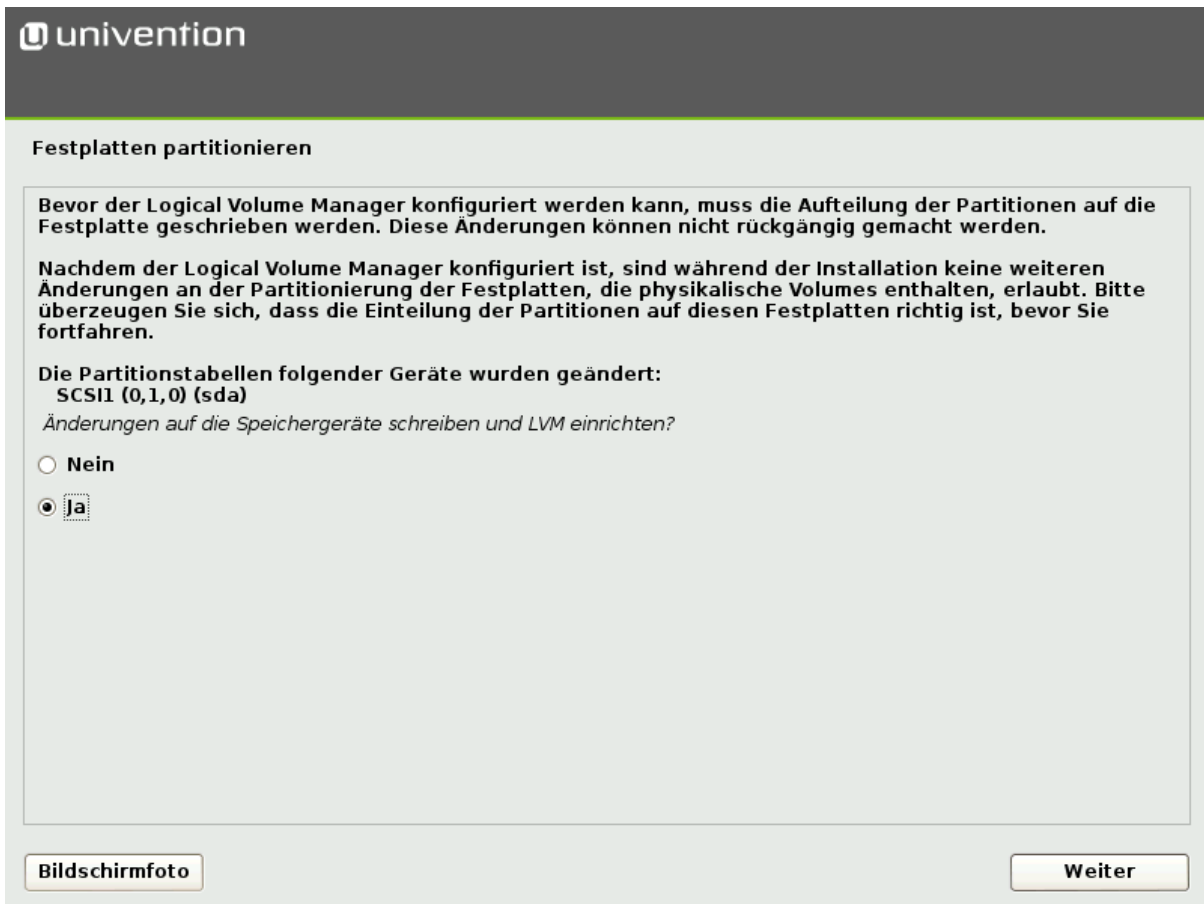 univention
Festplatten partitionieren
Bevor der Logical Volume Manager konfiguriert werden kann, muss die Aufteilung der Partitionen auf die
Festplatte geschrieben werden. Diese Änderungen können nicht rückgängig gemacht werden.
Nachdem der Logical Volume Manager konfiguriert ist, sind während der Installation keine weiteren
Änderungen an der Partitionierung der Festplatten, die physikalische Volumes enthalten, erlaubt. Bitte
überzeugen Sie sich, dass die Einteilung der Partitionen auf diesen Festplatten richtig ist, bevor Sie
fortfahren.
Die Partitionstabellen folgender Geräte wurden geändert:
SCSI1 (0,1,0) (sda)
Änderungen auf die Speichergeräte schreiben und LVM einrichten?
Nein
Ja
Bildschirmfoto
Weiter